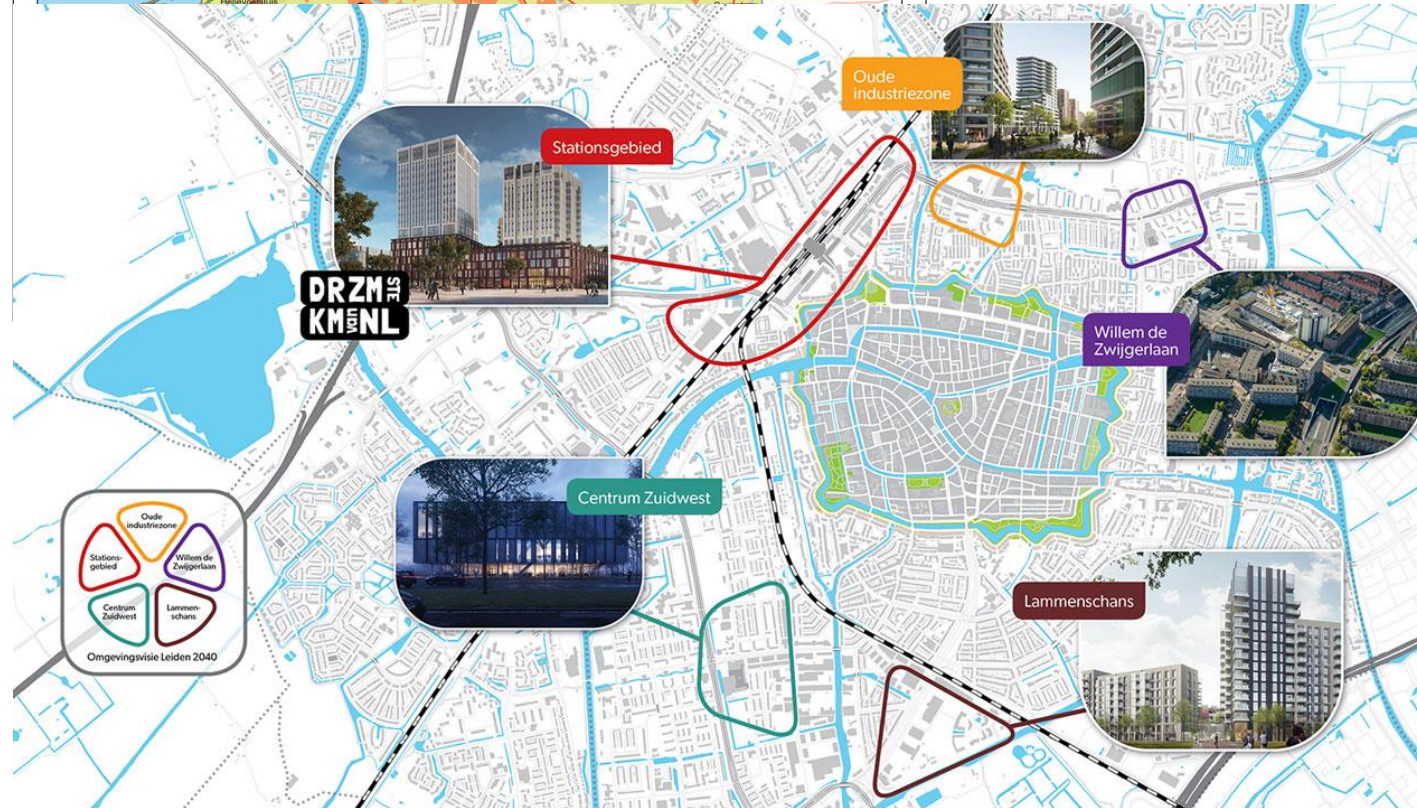 Hellevoetsluis
Oude
industriezone
Stationsgebied
DRZM STE
KM van NL
Willem de
Zwijgerlaan
Centrum Zuidwest
Oude
industriezone
Stations-
gebied
Willem de
Zwijgerlaan
Centrum
Zuidwest
Lammen-
schans
Omgevingsvisie Leiden 2040
Lammenschans